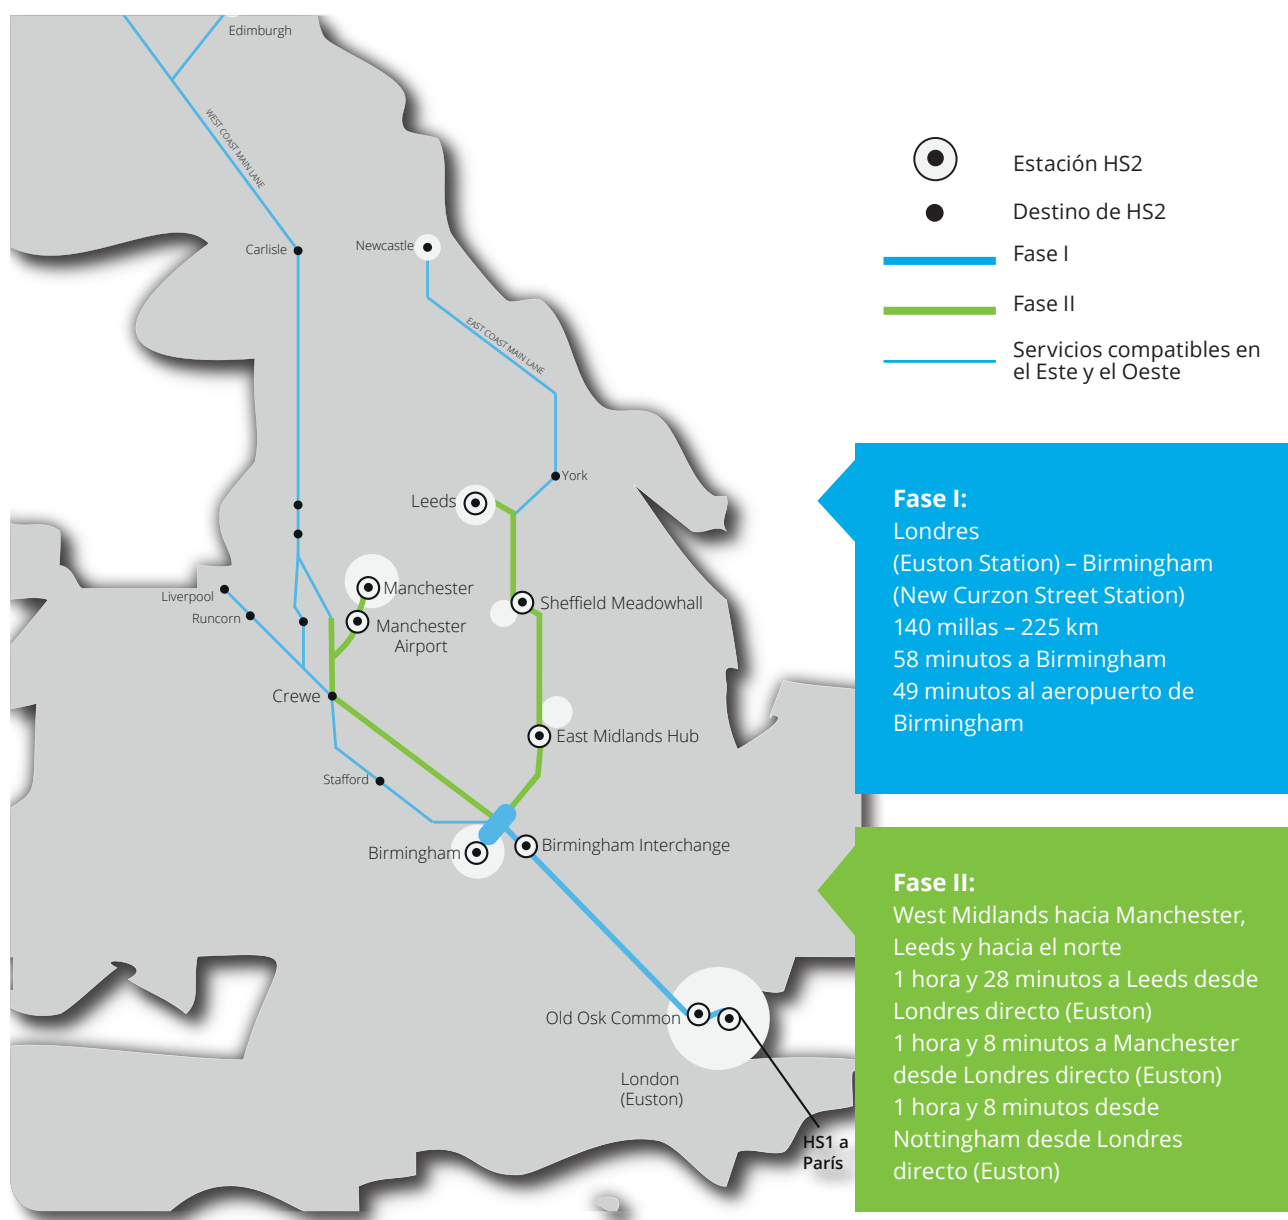 Edinburgh
WEST COAST MAIN LANE
Carlisle
Newcastle
EAST COAST MAIN LANE
York
Leeds
Liverpool
Runcorn
Manchester
Manchester
Airport
Sheffield Meadowhall
Crewe
East Midlands Hub
Stafford
Birmingham
Birmingham Interchange
Old Osk Common
London
(Euston)
HS1 a
París
Estación HS2
Destino de HS2
Fase I
Fase II
Servicios compatibles en
el Este y el Oeste
Fase I:
Londres
(Euston Station) – Birmingham
(New Curzon Street Station)
140 millas – 225 km
58 minutos a Birmingham
49 minutos al aeropuerto de
Birmingham
Fase II:
West Midlands hacia Manchester,
Leeds y hacia el norte
1 hora y 28 minutos a Leeds desde
Londres directo (Euston)
1 hora y 8 minutos a Manchester
desde Londres directo (Euston)
1 hora y 8 minutos desde
Nottingham desde Londres
directo (Euston)